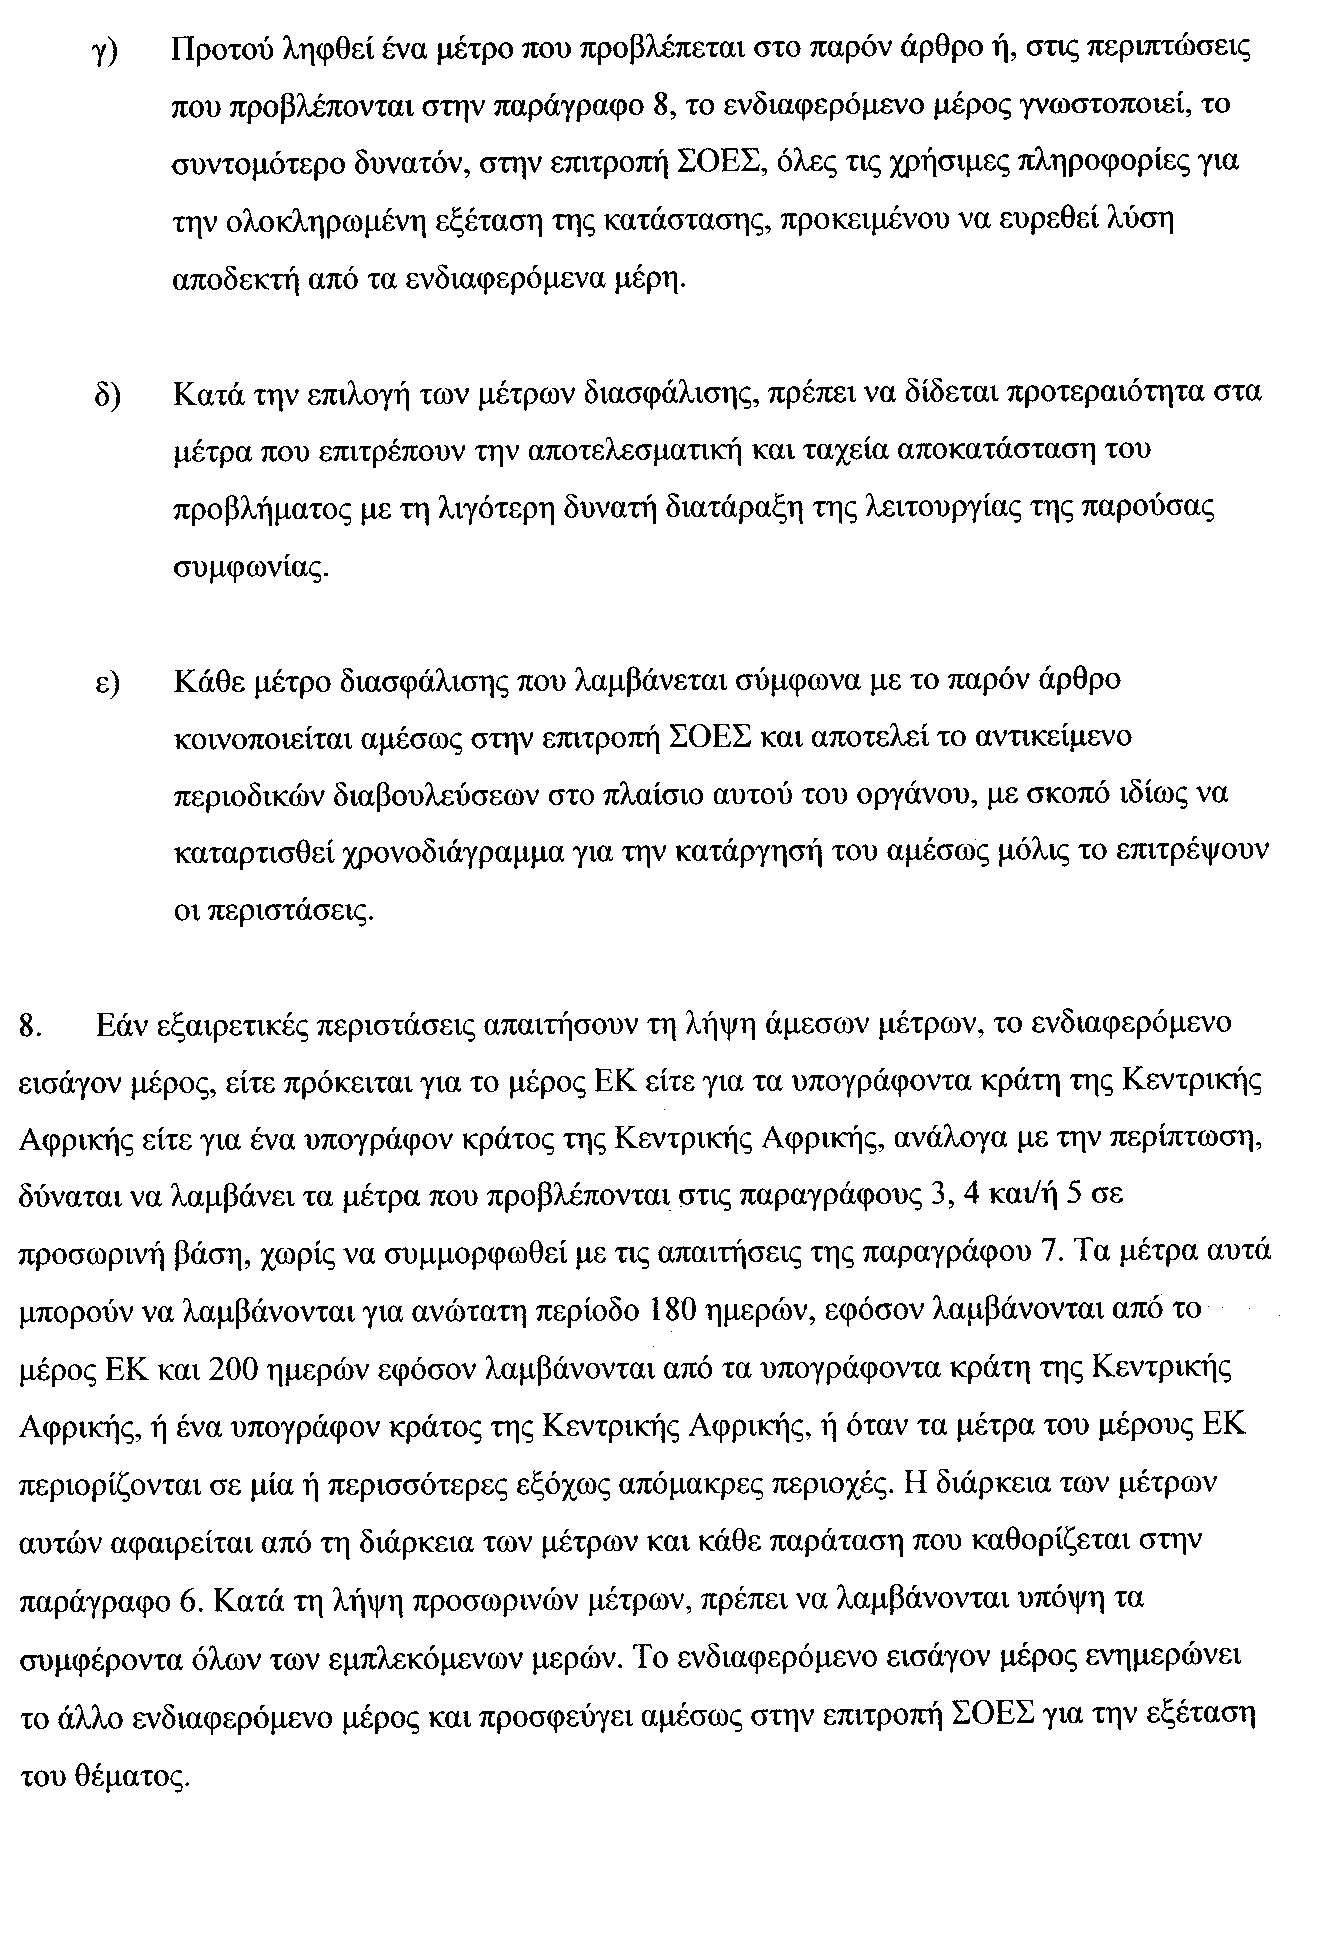 γ) Προτού ληφθεί ένα μέτρο που προβλέπεται στο παρόν άρθρο ή, στις περιπτώσεις
που προβλέπονται στην παράγραφο 8, το ενδιαφερόμενο μέρος γνωστοποιεί, το
συντομότερο δυνατόν, στην επιτροπή ΣΟΕΣ, όλες τις χρήσιμες πληροφορίες για
την ολοκληρωμένη εξέταση της κατάστασης, προκειμένου να ευρεθεί λύση
αποδεκτή από τα ενδιαφερόμενα μέρη.
δ) Κατά την επιλογή των μέτρων διασφάλισης, πρέπει να δίδεται προτεραιότητα στα
μέτρα που επιτρέπουν την αποτελεσματική και ταχεία αποκατάσταση του
προβλήματος με τη λιγότερη δυνατή διατάραξη της λειτουργίας της παρούσας
συμφωνίας.
ε) Κάθε μέτρο διασφάλισης που λαμβάνεται σύμφωνα με το παρόν άρθρο
κοινοποιείται αμέσως στην επιτροπή ΣΟΕΣ και αποτελεί το αντικείμενο
περιοδικών διαβουλεύσεων στο πλαίσιο αυτού του οργάνου, με σκοπό ιδίως να
καταρτισθεί χρονοδιάγραμμα για την κατάργησή του αμέσως μόλις το επιτρέψουν
οι περιστάσεις.
8. Εάν εξαιρετικές περιστάσεις απαιτήσουν τη λήψη άμεσων μέτρων, το ενδιαφερόμενο
εισάγον μέρος, είτε πρόκειται για το μέρος ΕΚ είτε για τα υπογράφοντα κράτη της Κεντρικής
Αφρικής είτε για ένα υπογράφον κράτος της Κεντρικής Αφρικής, ανάλογα με την περίπτωση,
δύναται να λαμβάνει τα μέτρα που προβλέπονται στις παραγράφους 3, 4 και/ή 5 σε
προσωρινή βάση, χωρίς να συμμορφωθεί με τις απαιτήσεις της παραγράφου 7. Τα μέτρα αυτά
μπορούν να λαμβάνονται για ανώτατη περίοδο 180 ημερών, εφόσον λαμβάνονται από το
μέρος ΕΚ και 200 ημερών εφόσον λαμβάνονται από τα υπογράφοντα κράτη της Κεντρικής
Αφρικής, ή ένα υπογράφον κράτος της Κεντρικής Αφρικής, ή όταν τα μέτρα του μέρους ΕΚ
περιορίζονται σε μία ή περισσότερες εξόχως απόμακρες περιοχές. Η διάρκεια των μέτρων
αυτών αφαιρείται από τη διάρκεια των μέτρων και κάθε παράταση που καθορίζεται στην
παράγραφο 6. Κατά τη λήψη προσωρινών μέτρων, πρέπει να λαμβάνονται υπόψη τα
συμφέροντα όλων των εμπλεκόμενων μερών. Το ενδιαφερόμενο εισάγον μέρος ενημερώνει
το άλλο ενδιαφερόμενο μέρος και προσφεύγει αμέσως στην επιτροπή ΣΟΕΣ για την εξέταση
του θέματος.